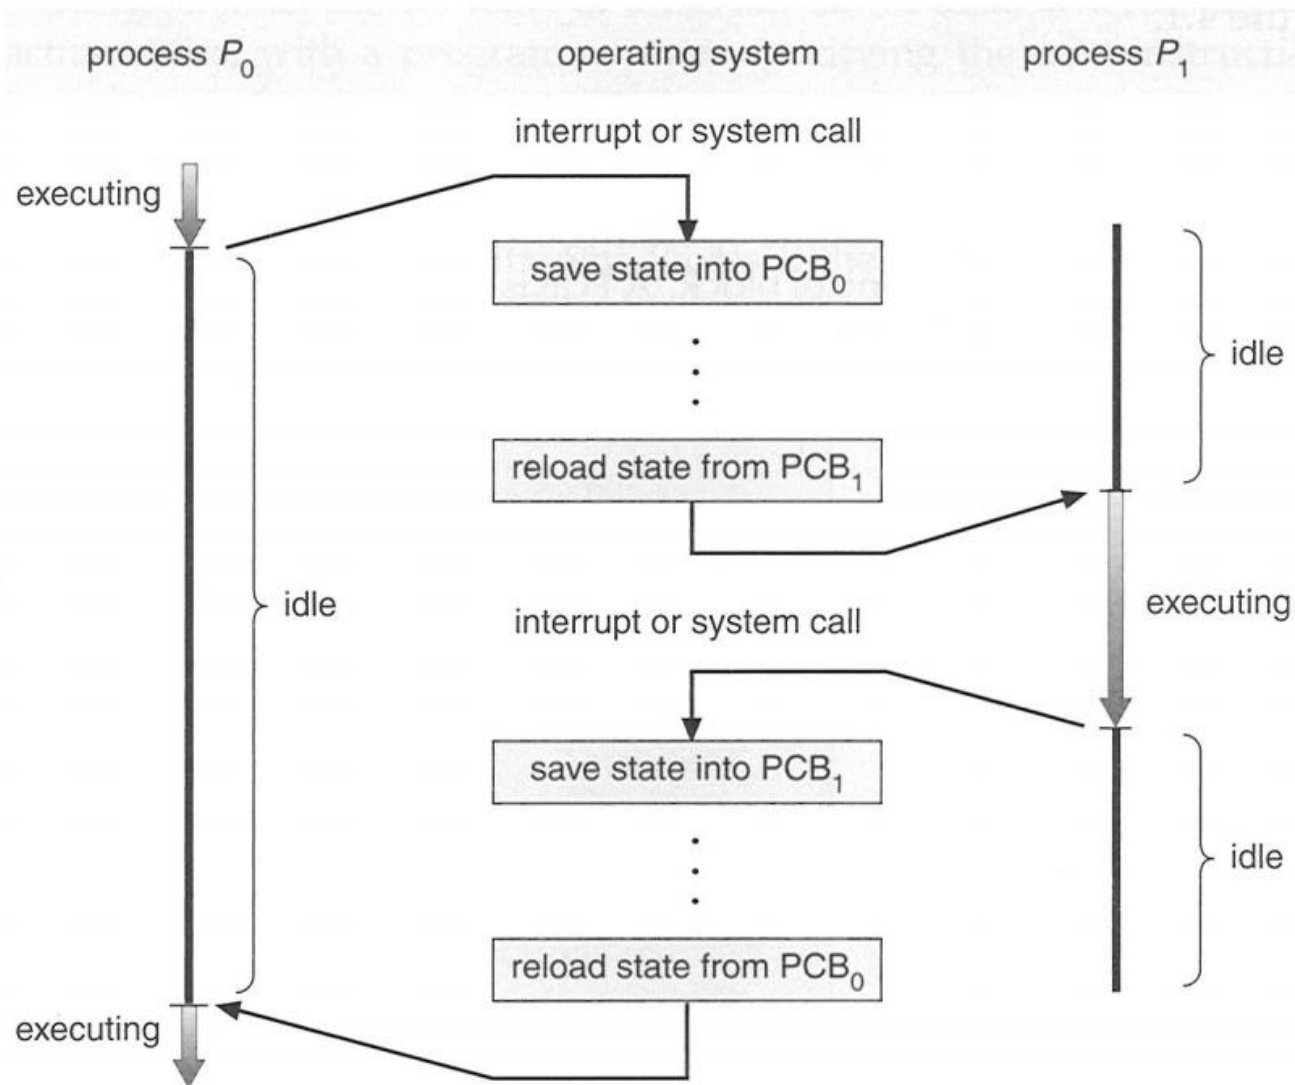 process P0
operating system
process P1
interrupt or system call
executing
save state into PCB0
idle
reload state from PCB1
idle
interrupt or system call
executing
save state into PCB1
idle
reload state from PCB0
executing